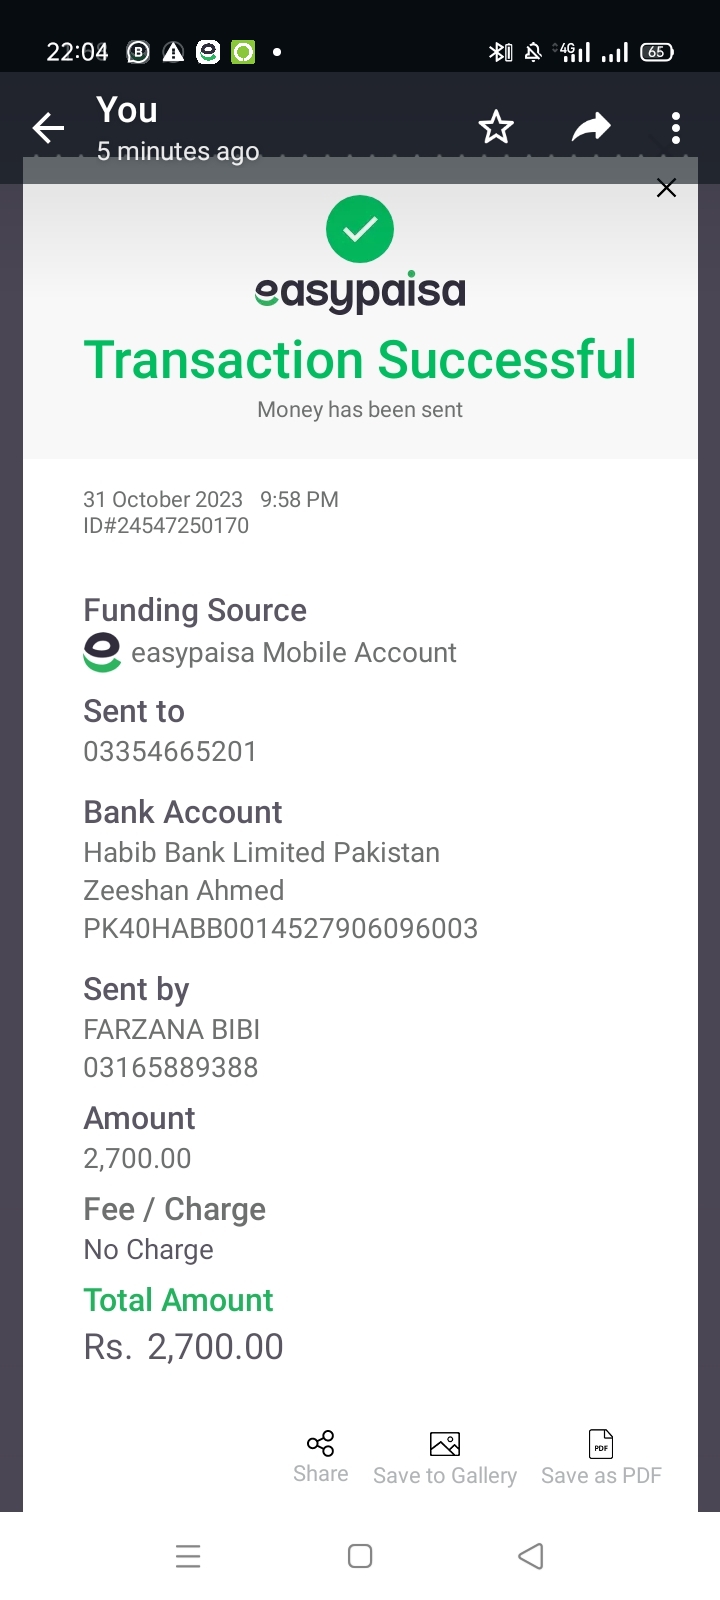 22:04
4G
65
You
5 minutes ago
easypaisa
Transaction Successful
Money has been sent
31 October 2023 9:58 PM
ID#24547250170
Funding Source
easypaisa Mobile Account
Sent to
03354665201
Bank Account
Habib Bank Limited Pakistan
Zeeshan Ahmed
PK40HABB0014527906096003
Sent by
FARZANA BIBI
03165889388
Amount
2,700.00
Fee / Charge
No Charge
Total Amount
Rs. 2,700.00
PDF
Share Save to Gallery Save as PDF